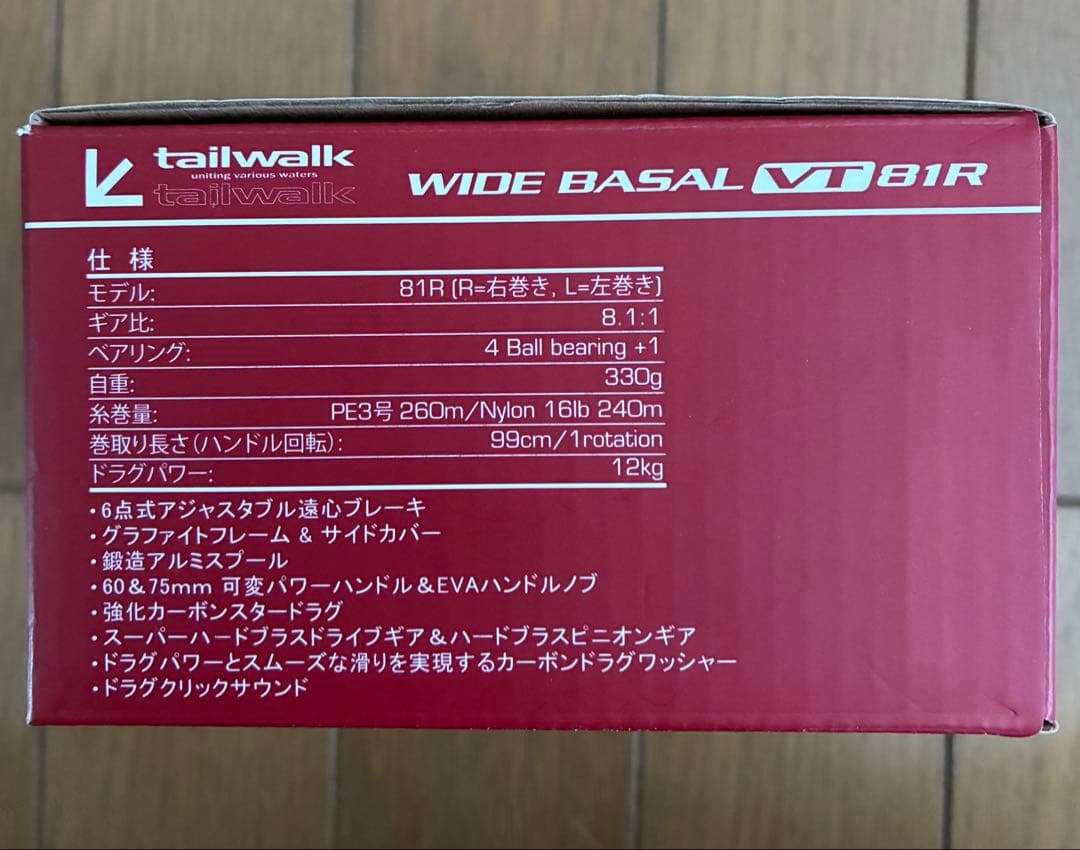 tailwalk
uniting various waters
tailwalk
WIDE BASAL VT 81R
仕様
モデル: 81R (R=右巻き, L=左巻き)
ギア比: 8.1:1
ベアリング: 4 Ball bearing +1
自重: 330g
糸巻量: PE3号 260m/Nylon 16lb 240m
巻取り長さ(ハンドル回転): 99cm/1rotation
ドラグパワー: 12kg
・6点式アジャスタブル遠心ブレーキ
・グラファイトフレーム & サイドカバー
・鍛造アルミスプール
・60&75mm 可変パワーハンドル&EVAハンドルノブ
・強化カーボンスタードラグ
・スーパーハードブラスドライブギア&ハードブラスピニオンギア
・ドラグパワーとスムーズな滑りを実現するカーボンドラグワッシャー
・ドラグクリックサウンド